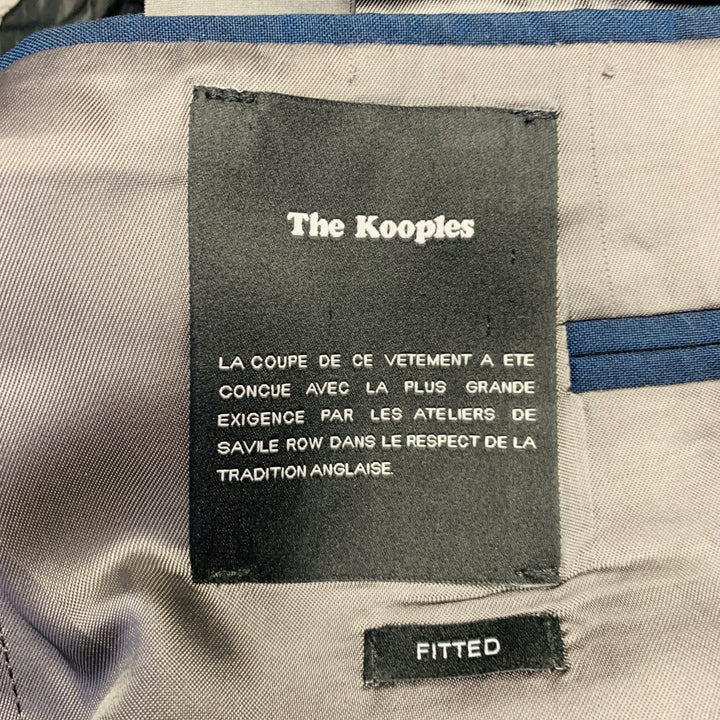 The Kooples
LA COUPE DE CE VETEMENT A ETE
CONCUE AVEC LA PLUS GRANDE
EXIGENCE PAR LES ATELIERS DE
SAVILE ROW DANS LE RESPECT DE LA
TRADITION ANGLAISE.
FITTED